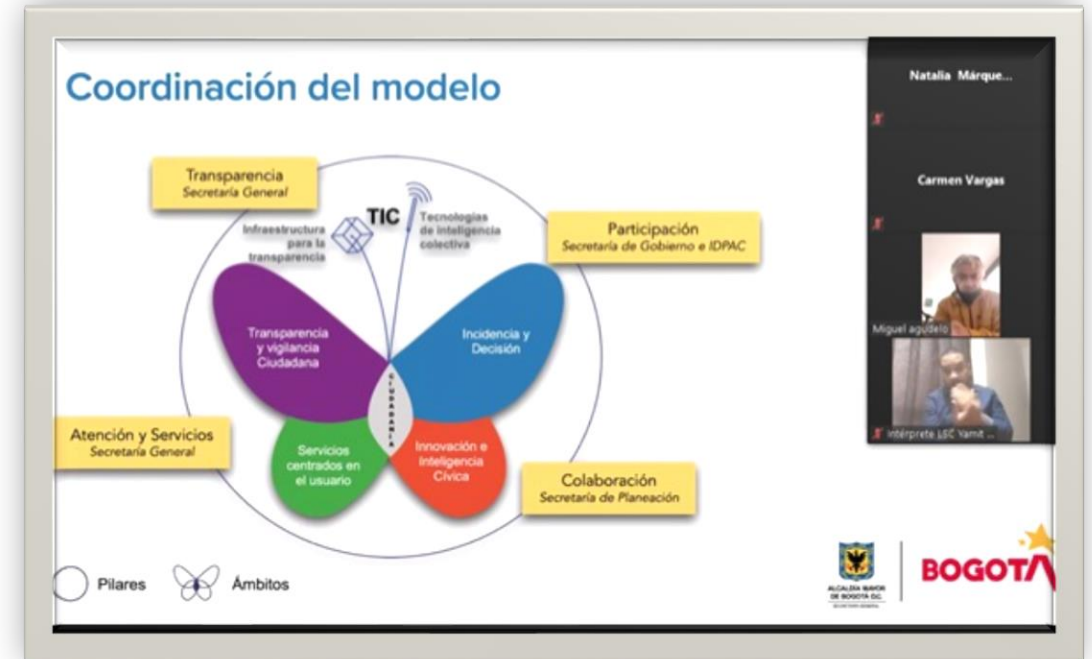 Coordinación del modelo
Transparencia
Secretaría General
Infraestructura
para la
transparencia
TIC
Tecnologías
de inteligencia
colectiva
Participación
Secretaría de Gobierno e IDPAC
Transparencia
y vigilancia
Ciudadana
Incidencia y
Decisión
CIUDADANÍA
Atención y Servicios
Secretaría General
Servicios
centrados en
el usuario
Innovación e
Inteligencia
Cívica
Colaboración
Secretaría de Planeación
Pilares
Ámbitos
ALCALDÍA MAYOR
DE BOGOTÁ D.C.
SECRETARÍA GENERAL
BOGOTÁ
Natalia Márque...
Carmen Vargas
Miguel agudelo
Intérprete LSC Yamit ...